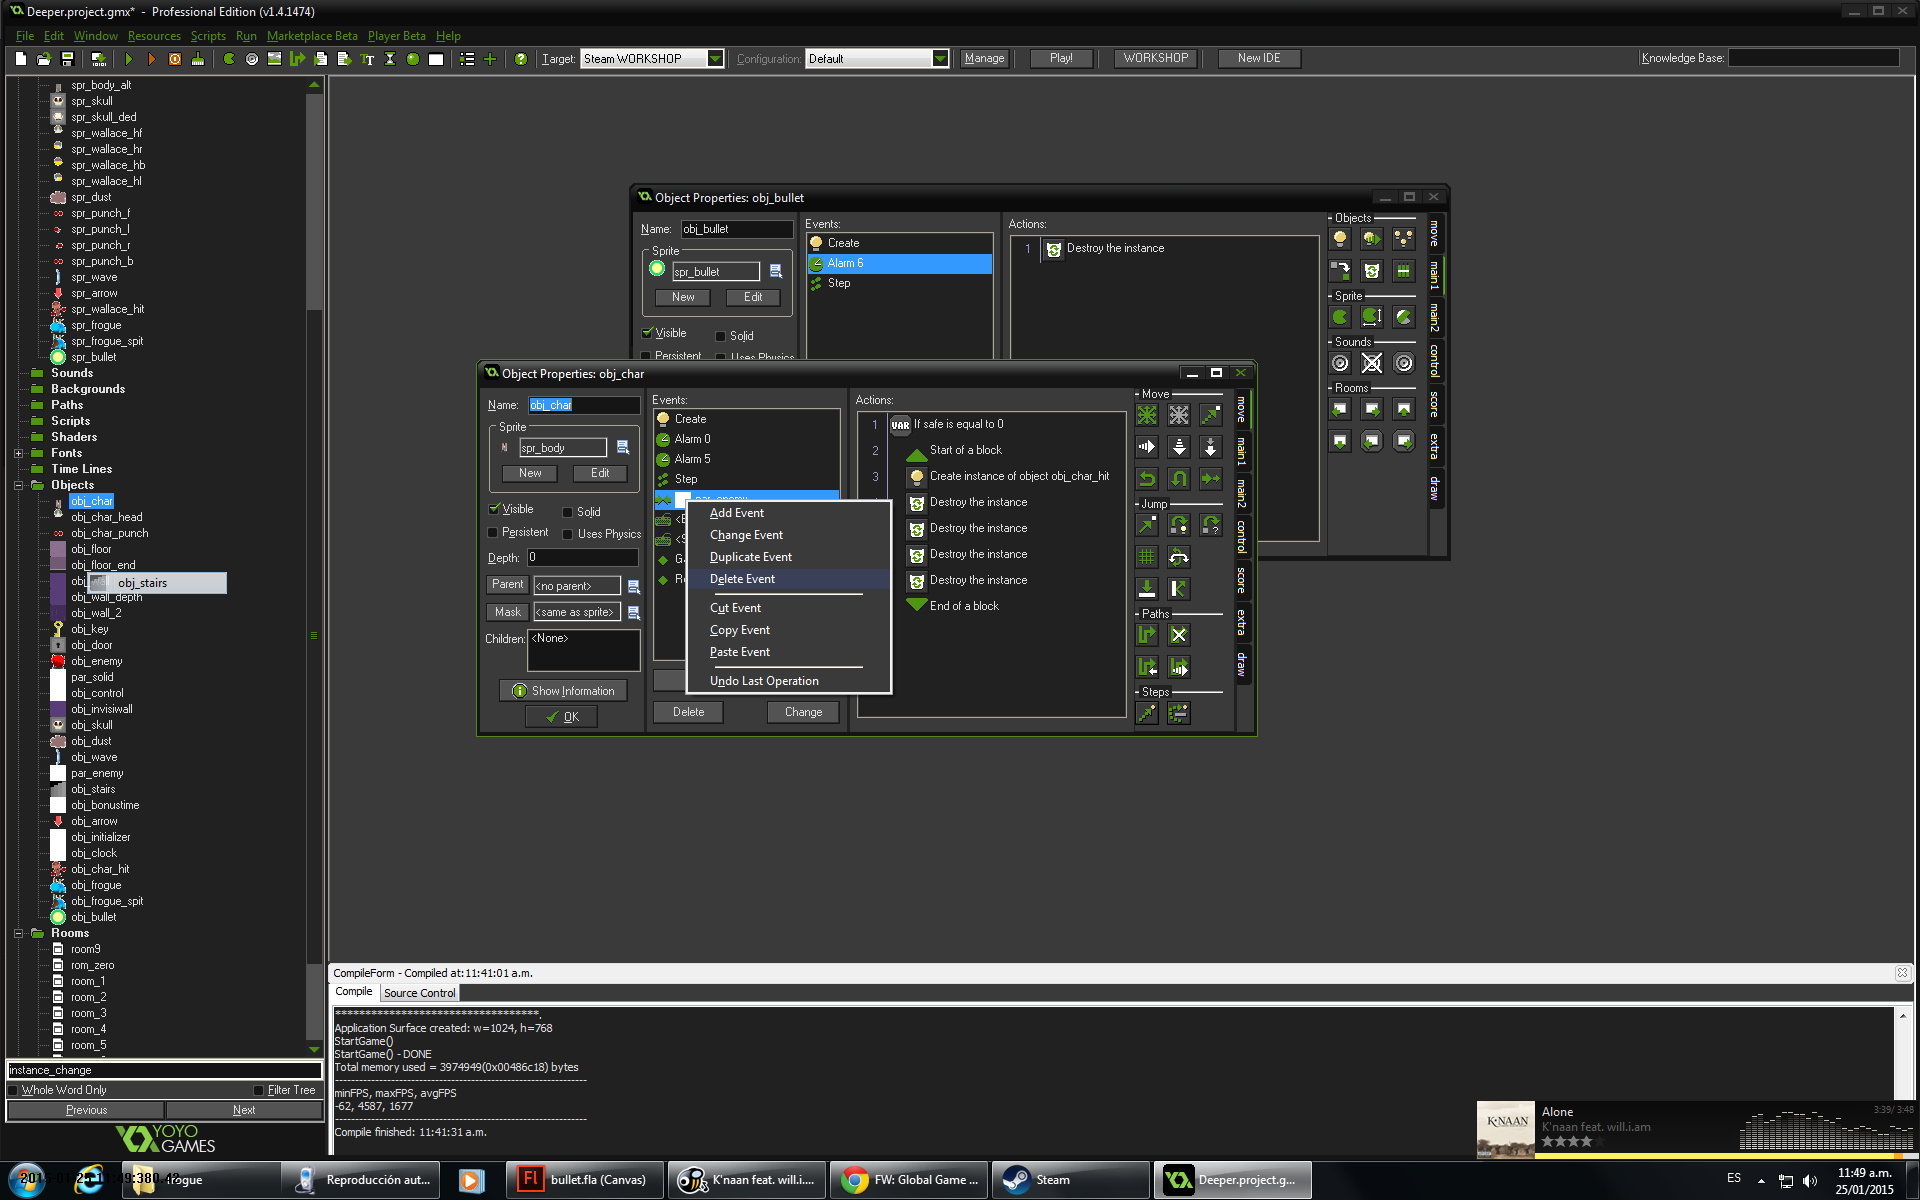 Deeper.project.gmx* - Professional Edition (v1.4.1474)
File Edit Window Resources Scripts Run Marketplace Beta Player Beta Help
Target: Steam WORKSHOP Configuration: Default Manage Play! WORKSHOP New IDE Knowledge Base:
spr_body_alt
spr_skull
spr_skull_ded
spr_wallace_hf
spr_wallace_hr
spr_wallace_hb
spr_wallace_hl
spr_dust
spr_punch_f
spr_punch_l
spr_punch_r
spr_punch_b
spr_wave
spr_arrow
spr_wallace_hit
spr_frogue
spr_frogue_spit
spr_bullet
Sounds
Backgrounds
Paths
Scripts
Shaders
Fonts
Time Lines
Objects
obj_char
obj_char_head
obj_char_punch
obj_floor
obj_floor_end
obj_stairs
obj_wall_depth
obj_wall_2
obj_key
obj_door
obj_enemy
par_solid
obj_control
obj_invisiwall
obj_skull
obj_dust
obj_wave
par_enemy
obj_stairs
obj_bonustime
obj_arrow
obj_initializer
obj_clock
obj_char_hit
obj_frogue
obj_frogue_spit
obj_bullet
Rooms
room9
rom_zero
room_1
room_2
room_3
room_4
room_5
instance_change
Whole Word Only Filter Tree
Previous Next
YOYO
GAMES
Object Properties: obj_bullet
Name: obj_bullet
Sprite
spr_bullet
New Edit
Visible Solid
Persistent Uses Physics
Events:
Create
Alarm 6
Step
Actions:
1 Destroy the instance
Objects
Sprite
Sounds
Rooms
move
main1
main2
control
score
extra
draw
Object Properties: obj_char
Name: obj_char
Sprite
spr_body
New Edit
Visible Solid
Persistent Uses Physics
Depth: 0
Parent <no parent>
Mask <same as sprite>
Children: <None>
Show Information
OK
Events:
Create
Alarm 0
Alarm 5
Step
par_enemy
Add Event
Change Event
Duplicate Event
Delete Event
Cut Event
Copy Event
Paste Event
Undo Last Operation
Delete Change
Actions:
1 VAR If safe is equal to 0
2 Start of a block
3 Create instance of object obj_char_hit
Destroy the instance
Destroy the instance
Destroy the instance
Destroy the instance
End of a block
Move
Jump
Paths
Steps
move
main1
main2
control
score
extra
draw
CompileForm - Compiled at:11:41:01 a.m.
Compile Source Control
Application Surface created: w=1024, h=768
StartGame()
StartGame() - DONE
Total memory used = 3974949(0x00486c18) bytes
minFPS, maxFPS, avgFPS
-62, 4587, 1677
Compile finished: 11:41:31 a.m.
K'NAAN
Alone
K'naan feat. will.i.am
3:39/ 3:48
Reproducción aut...
Fl bullet.fla (Canvas)
K'naan feat. will.i....
FW: Global Game ...
Steam
Deeper.project.g...
ES
11:49 a.m.
25/01/2015